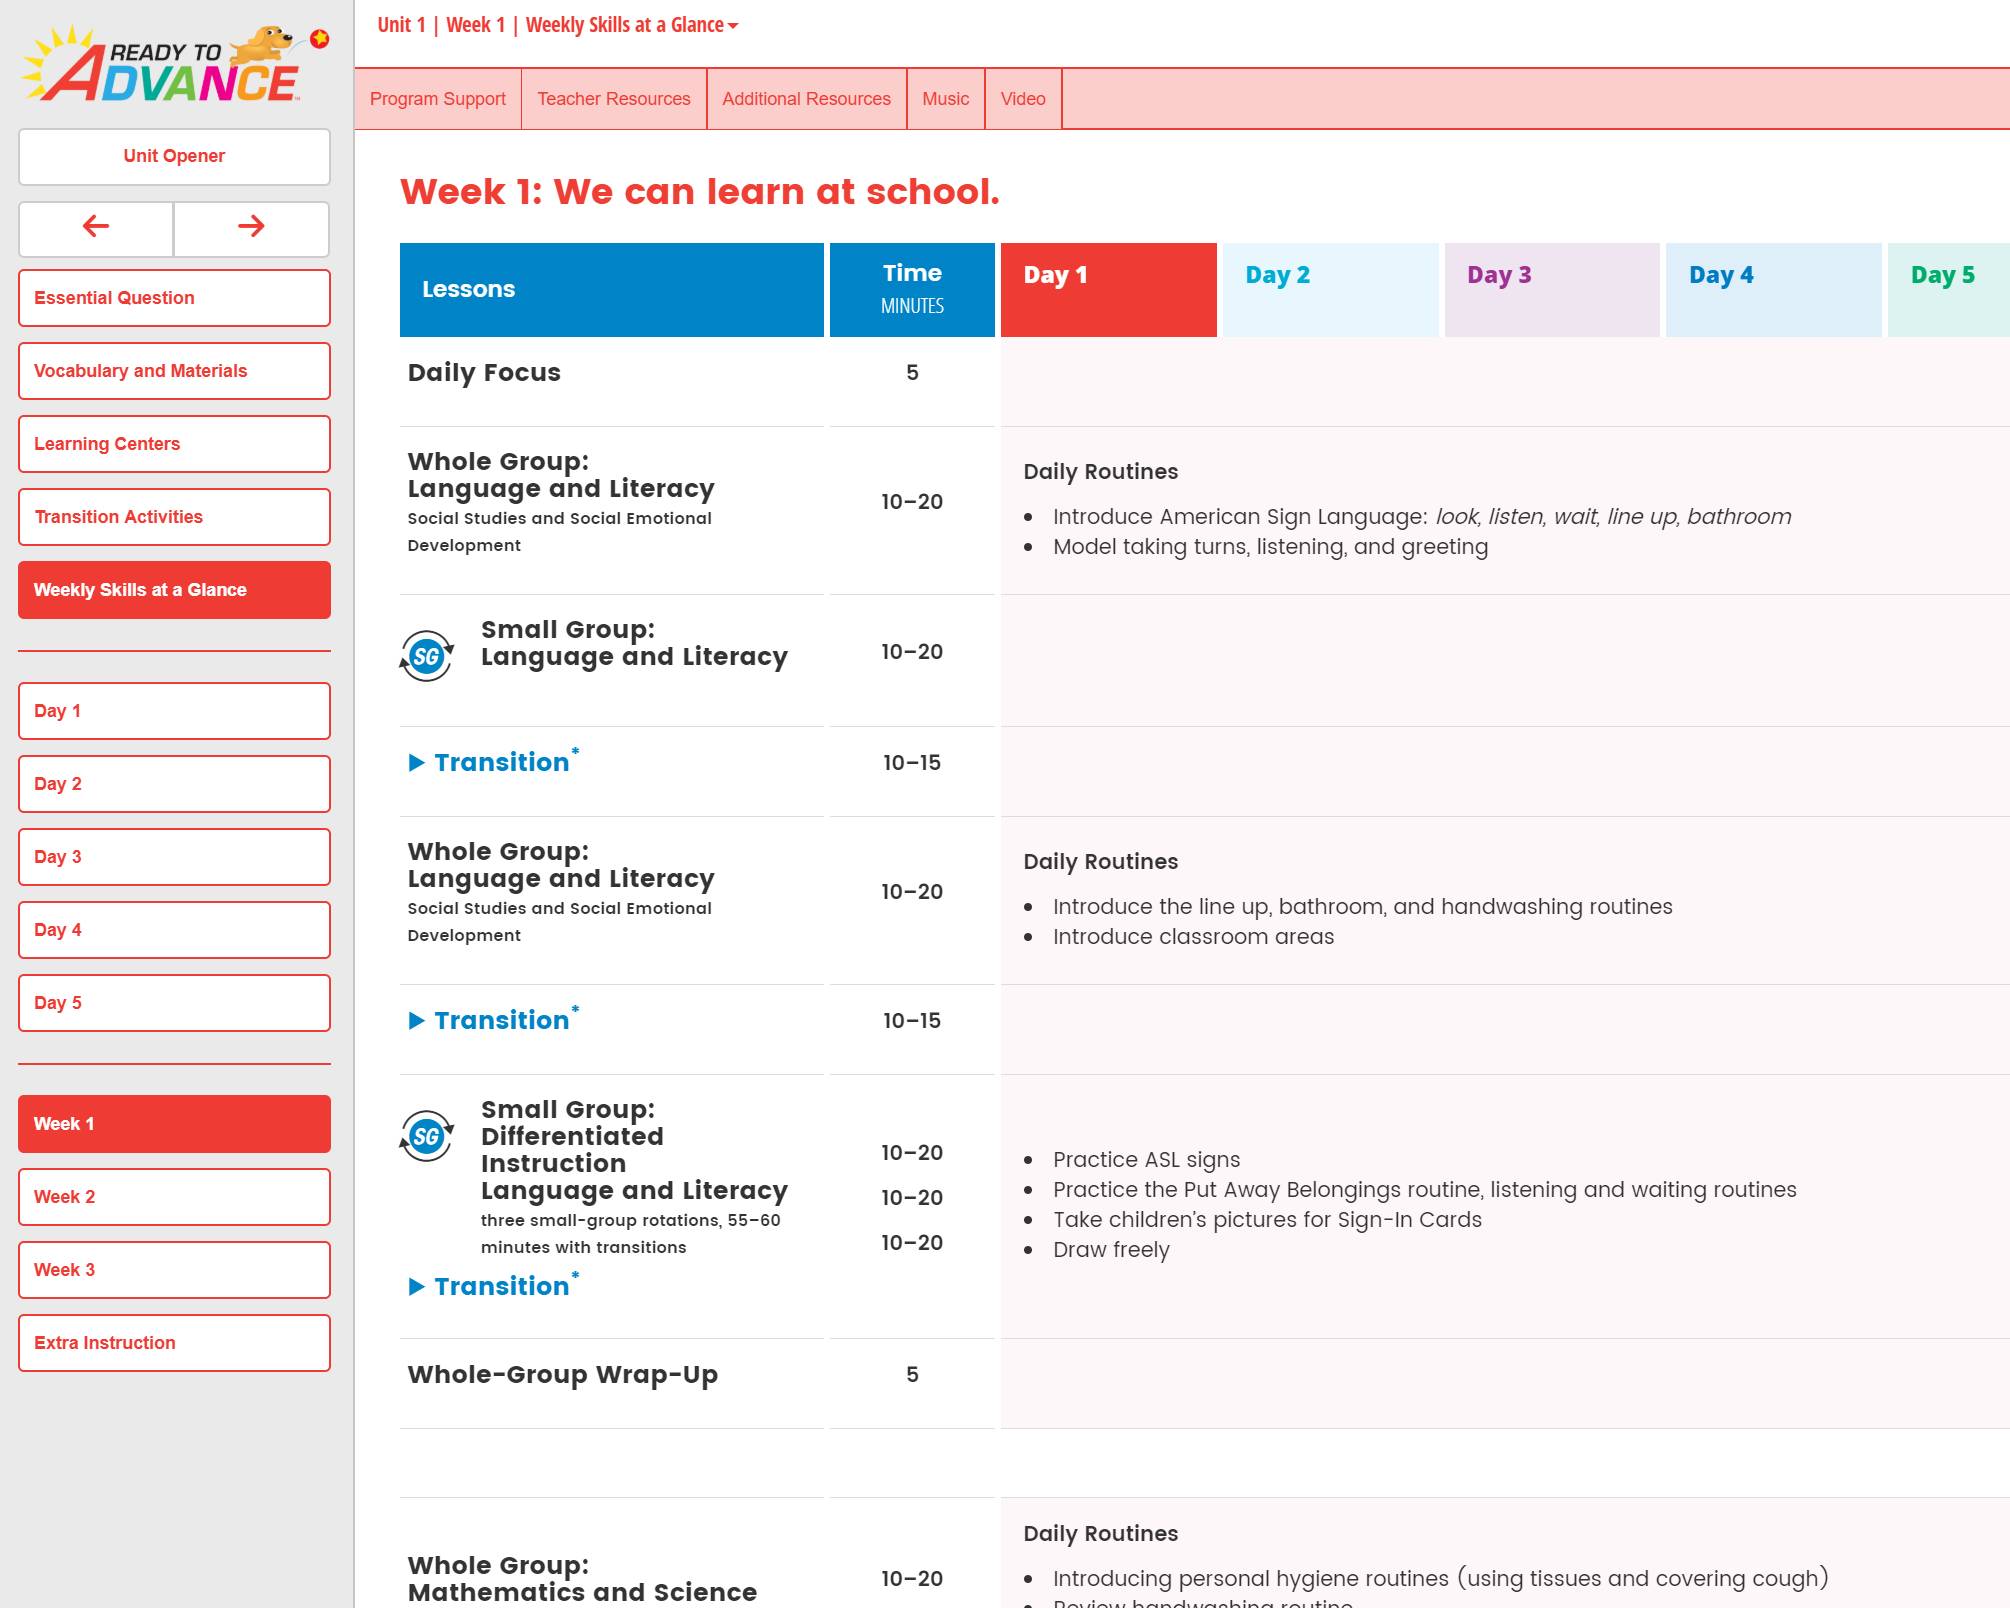 READY TO
ADVANCE
Unit Opener
Essential Question
Vocabulary and Materials
Learning Centers
Transition Activities
Weekly Skills at a Glance
Day 1
Day 2
Day 3
Day 4
Day 5
Week 1
Week 2
Week 3
Extra Instruction
Unit 1 | Week 1 | Weekly Skills at a Glance
Program Support
Teacher Resources
Additional Resources
Music
Video
Week 1: We can learn at school.
Lessons
Time
MINUTES
Day 1
Day 2
Day 3
Day 4
Day 5
Daily Focus
5
Whole Group:
Language and Literacy
Social Studies and Social Emotional
Development
10–20
Daily Routines
• Introduce American Sign Language: look, listen, wait, line up, bathroom
• Model taking turns, listening, and greeting
SG
Small Group:
Language and Literacy
10–20
Transition*
10–15
Whole Group:
Language and Literacy
Social Studies and Social Emotional
Development
10–20
Daily Routines
• Introduce the line up, bathroom, and handwashing routines
• Introduce classroom areas
Transition*
10–15
SG
Small Group:
Differentiated
Instruction
Language and Literacy
three small-group rotations, 55–60
minutes with transitions
Transition*
10–20
10–20
10–20
• Practice ASL signs
• Practice the Put Away Belongings routine, listening and waiting routines
• Take children's pictures for Sign-In Cards
• Draw freely
Whole-Group Wrap-Up
5
Whole Group:
Mathematics and Science
10–20
Daily Routines
• Introducing personal hygiene routines (using tissues and covering cough)
• Review handwashing routine